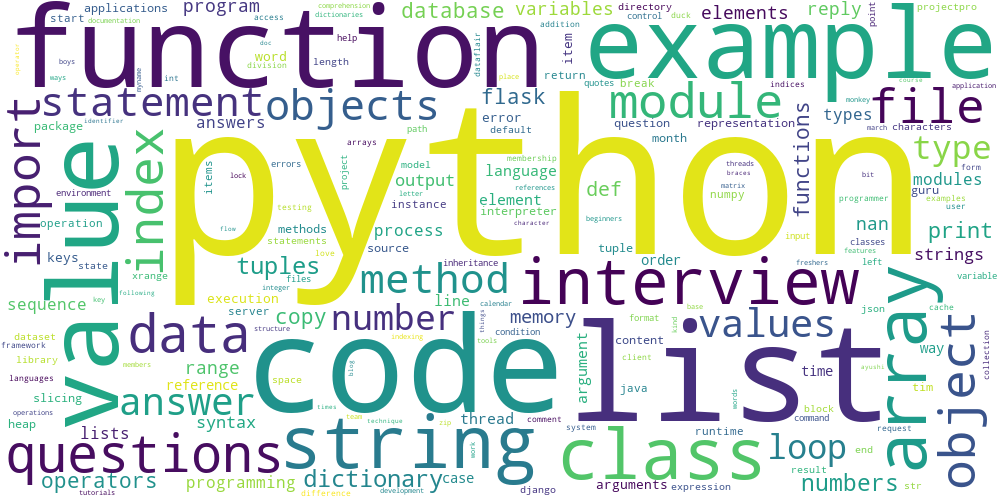 function
example
python
code
list
value
string
class
interview
questions
array
data
method
file
module
objects
statement
import
index
answer
number
values
object
loop
dictionary
type
tuples
flask
database
variables
program
applications
start
operator
documentation
boys
ways
comprehension
dictionaries
access
doc
help
length
word
division
int
myname
dataflair
place
addition
different
item
return
quotes
break
directory
control
duck
elements
reply
point
projectpro
course
application
indices
monkey
types
march
characters
package
identifier
answers
path
error
default
question
month
representation
functions
errors
arrays
lock
items
project
model
output
letter
instance
membership
language
references
element
interpreter
character
beginners
def
threads
braces
matrix
numpy
bit
form
modules
guru
programmer
examples
user
nan
print
input
classes
features
strings
environment
operation
keys
state
xrange
sequence
key
following
testing
flow
methods
statements
love
process
source
integer
files
execution
inheritance
line
calendar
tuple
order
freshers
left
variable
json
cache
way
server
copy
structure
space
range
reference
members
dataset
framework
library
languages
slicing
operations
heap
lists
syntax
operators
tutorials
programming
difference
development
times
blog
team
technique
zip
indexing
things
tools
condition
memory
format
kind
base
content
client
argument
java
words
time
block
command
ayushi
tim
collection
request
thread
comment
work
case
system
django
arguments
expression
runtime
result
numbers
end
str